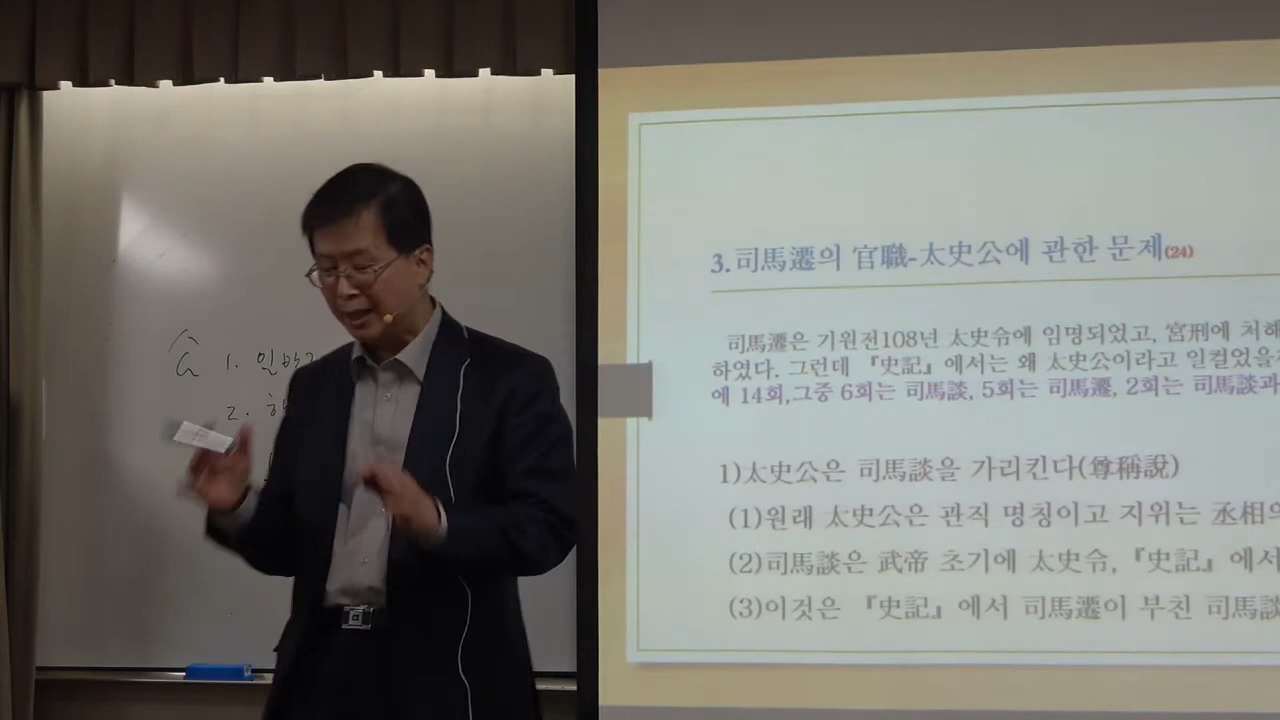 1. 일반
2.
3.司馬遷의 官職-太史公에 관한 문제(24)
司馬遷은 기원전108년 太史令에 임명되었고, 宮刑에 처해
하였다. 그런데 『史記』에서는 왜 太史公이라고 일컬었을
에 14회,그중 6회는 司馬談, 5회는 司馬遷, 2회는 司馬談과
1)太史公은 司馬談을 가리킨다(尊稱說)
(1)원래 太史公은 관직 명칭이고 지위는 丞相의
(2)司馬談은 武帝 초기에 太史令,『史記』에서
(3)이것은 『史記』에서 司馬遷이 부친 司馬談